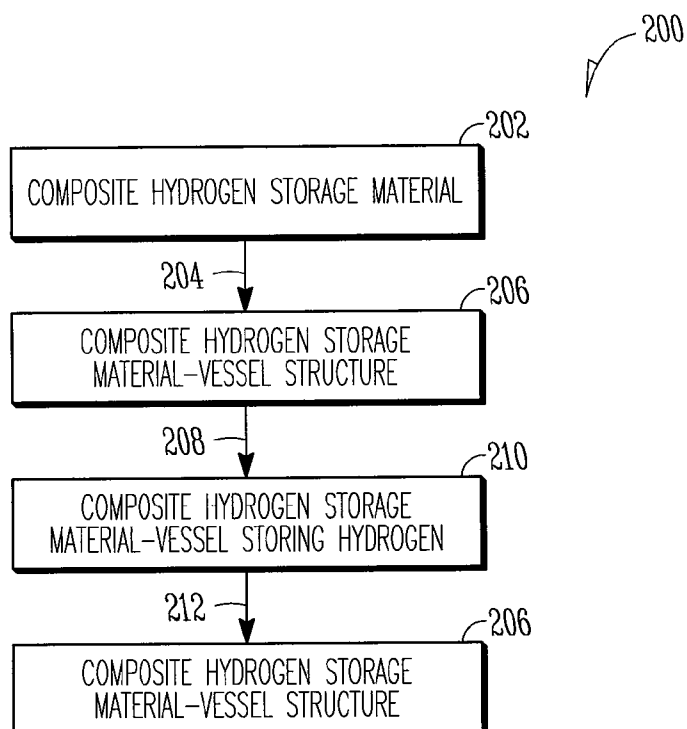 200
202
COMPOSITE HYDROGEN STORAGE MATERIAL
204
206
COMPOSITE HYDROGEN STORAGE
MATERIAL-VESSEL STRUCTURE
208
210
COMPOSITE HYDROGEN STORAGE
MATERIAL-VESSEL STORING HYDROGEN
212
206
COMPOSITE HYDROGEN STORAGE
MATERIAL-VESSEL STRUCTURE